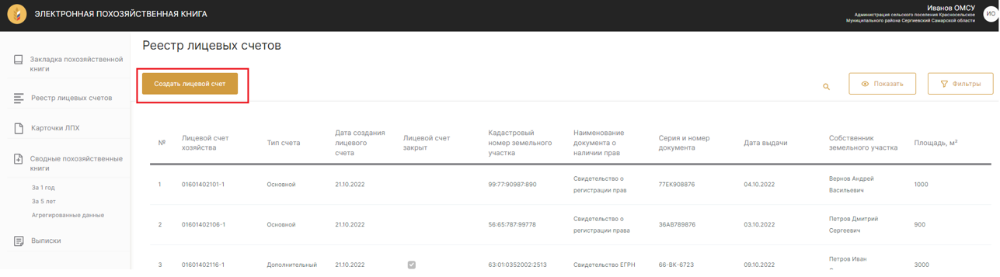 ЭЛЕКТРОННАЯ ПОХОЗЯЙСТВЕННАЯ КНИГА
Иванов ОМСУ
Администрация сельского поселения Красносельское
Муниципального района Сергиевский Самарской области
ИО
Закладка похозяйственной
книги
Реестр лицевых счетов
Карточки ЛПХ
Сводные похозяйственные
книги
За 1 год
За 5 лет
Агрегированные данные
Выписки
Реестр лицевых счетов
Создать лицевой счет
Показать
Фильтры
№
Лицевой счет
хозяйства
Тип счета
Дата создания
лицевого
счета
Лицевой счет
закрыт
Кадастровый
номер земельного
участка
Наименование
документа о
наличии прав
Серия и номер
документа
Дата выдачи
Собственник
земельного участка
Площадь, м²
1
01601402101-1
Основной
21.10.2022
99:77:90987:890
Свидетельство о
регистрации прав
77ЕК908876
04.10.2022
Вернов Андрей
Васильевич
1000
2
01601402106-1
Основной
21.10.2022
56:65:787:99778
Свидетельство о
регистрации права
36АВ789876
03.10.2022
Петров Дмитрий
Сергеевич
900
3
01601402116-1
Дополнительный
21.10.2022
63:01:0352002:2513
Свидетельство ЕГРН
66-ВК-6723
09.10.2022
Петров Иван
3000